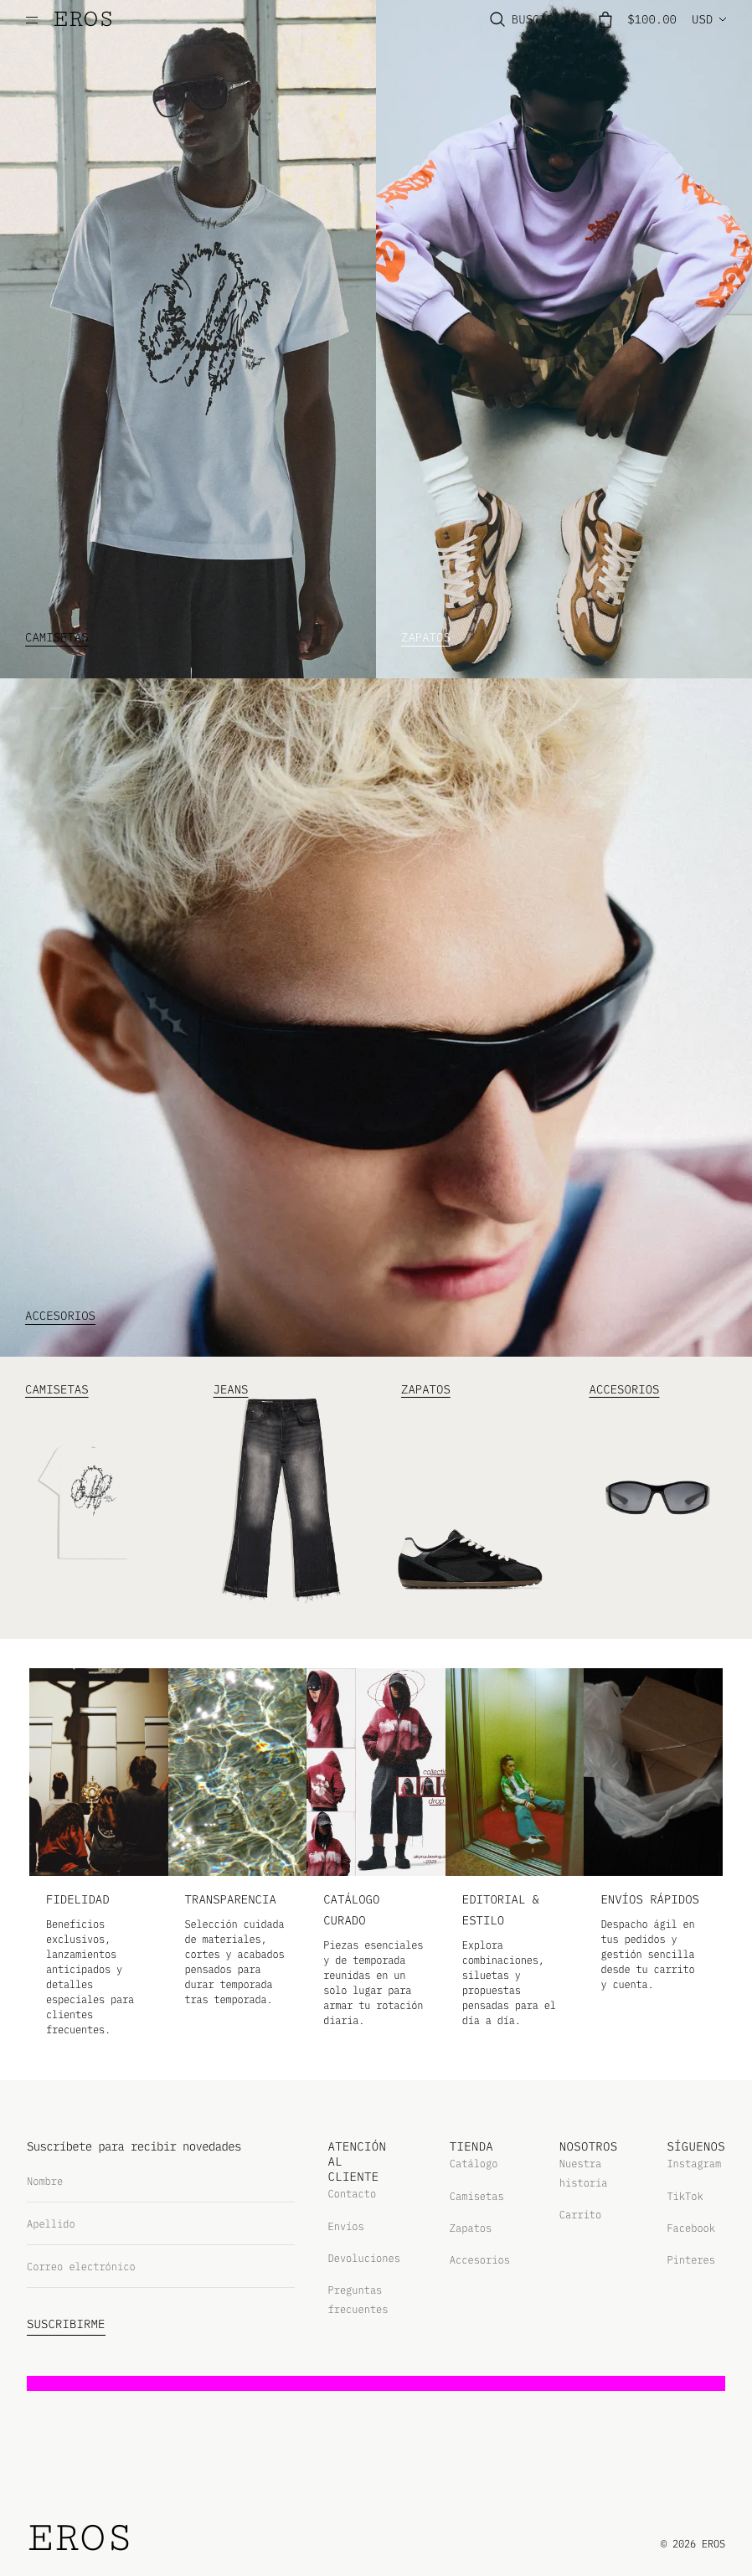 EROS
$100.00 USD
CAMISETAS
ZAPATOS
ACCESORIOS
CAMISETAS
JEANS
ZAPATOS
ACCESORIOS
FIDELIDAD
Beneficios
exclusivos,
lanzamientos
anticipados y
detalles
especiales para
clientes
frecuentes.
TRANSPARENCIA
Selección cuidada
de materiales,
cortes y acabados
pensados para
durar temporada
tras temporada.
CATÁLOGO
CURADO
Piezas esenciales
y de temporada
reunidas en un
solo lugar para
armar tu rotación
diaria.
EDITORIAL &
ESTILO
Explora
combinaciones,
siluetas y
propuestas
pensadas para el
día a día.
ENVÍOS RÁPIDOS
Despacho ágil en
tus pedidos y
gestión sencilla
desde tu carrito
y cuenta.
Suscríbete para recibir novedades
Nombre
Apellido
Correo electrónico
SUSCRIBIRME
ATENCIÓN
AL
CLIENTE
Contacto
Envíos
Devoluciones
Preguntas
frecuentes
TIENDA
Catálogo
Camisetas
Zapatos
Accesorios
NOSOTROS
Nuestra
historia
Carrito
SÍGUENOS
Instagram
TikTok
Facebook
Pinteres
EROS
© 2026 EROS